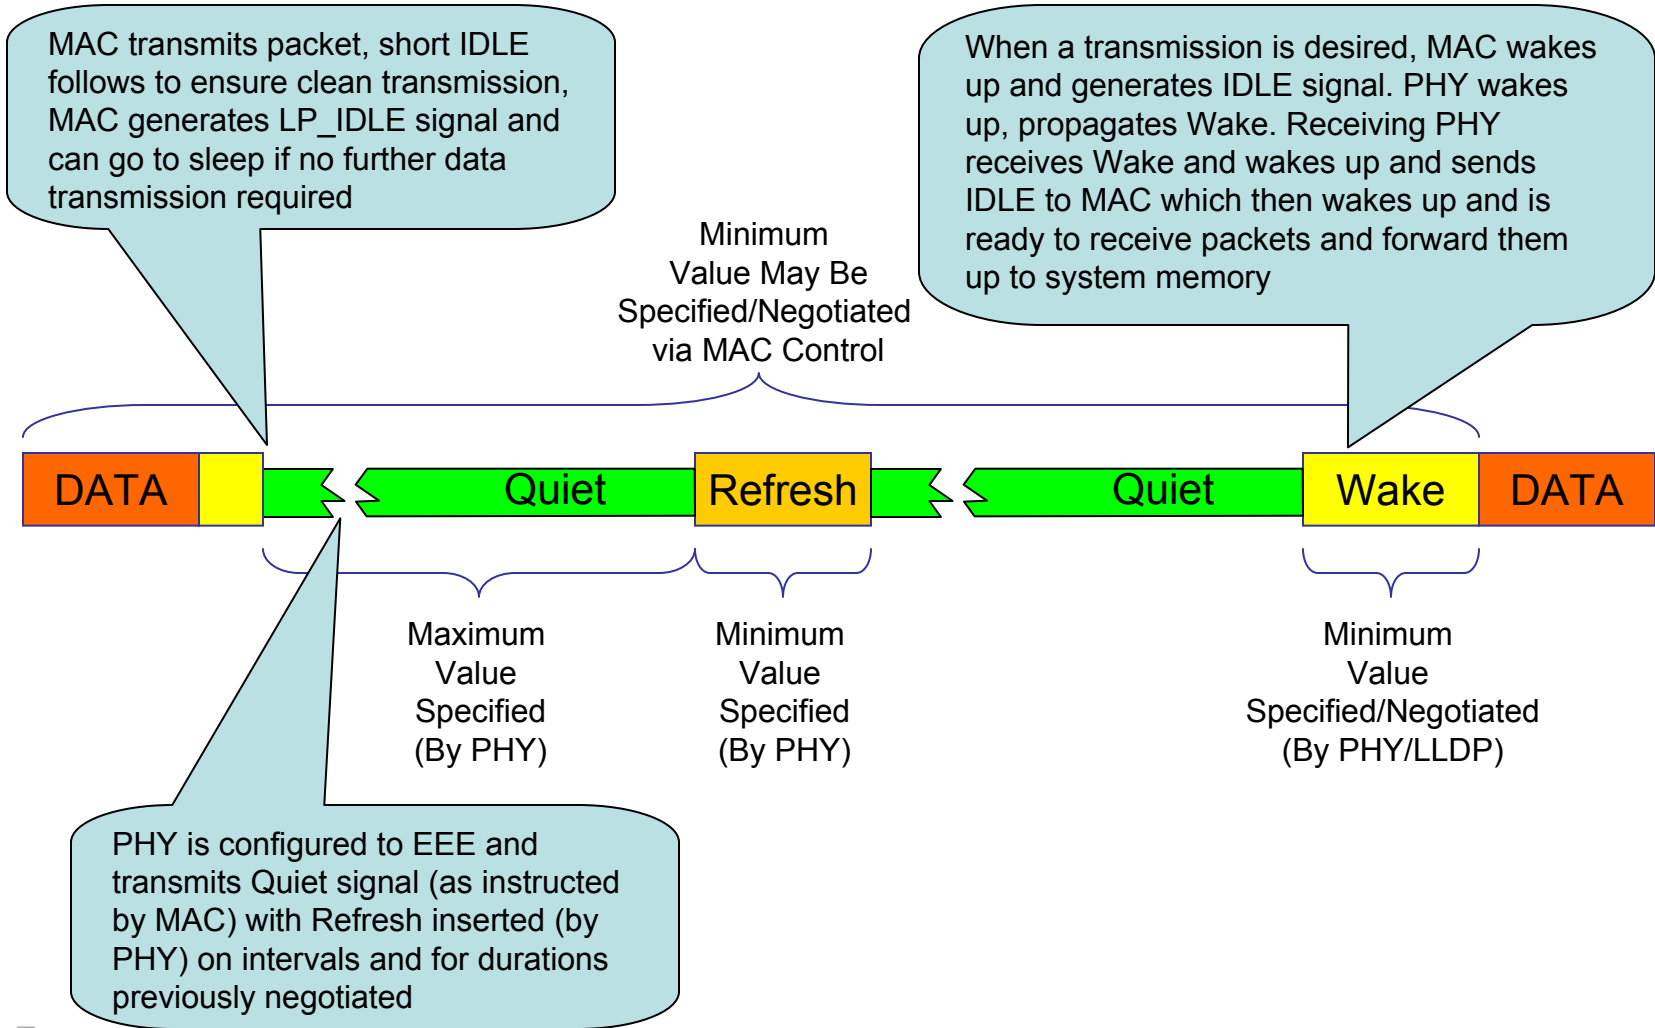 MAC transmits packet, short IDLE
follows to ensure clean transmission,
MAC generates LP_IDLE signal and
can go to sleep if no further data
transmission required
When a transmission is desired, MAC wakes
up and generates IDLE signal. PHY wakes
up, propagates Wake. Receiving PHY
receives Wake and wakes up and sends
IDLE to MAC which then wakes up and is
ready to receive packets and forward them
up to system memory
Minimum
Value May Be
Specified/Negotiated
via MAC Control
DATA
Quiet
Refresh
Quiet
Wake
DATA
Maximum
Value
Specified
(By PHY)
Minimum
Value
Specified
(By PHY)
Minimum
Value
Specified/Negotiated
(By PHY/LLDP)
PHY is configured to EEE and
transmits Quiet signal (as instructed
by MAC) with Refresh inserted (by
PHY) on intervals and for durations
previously negotiated